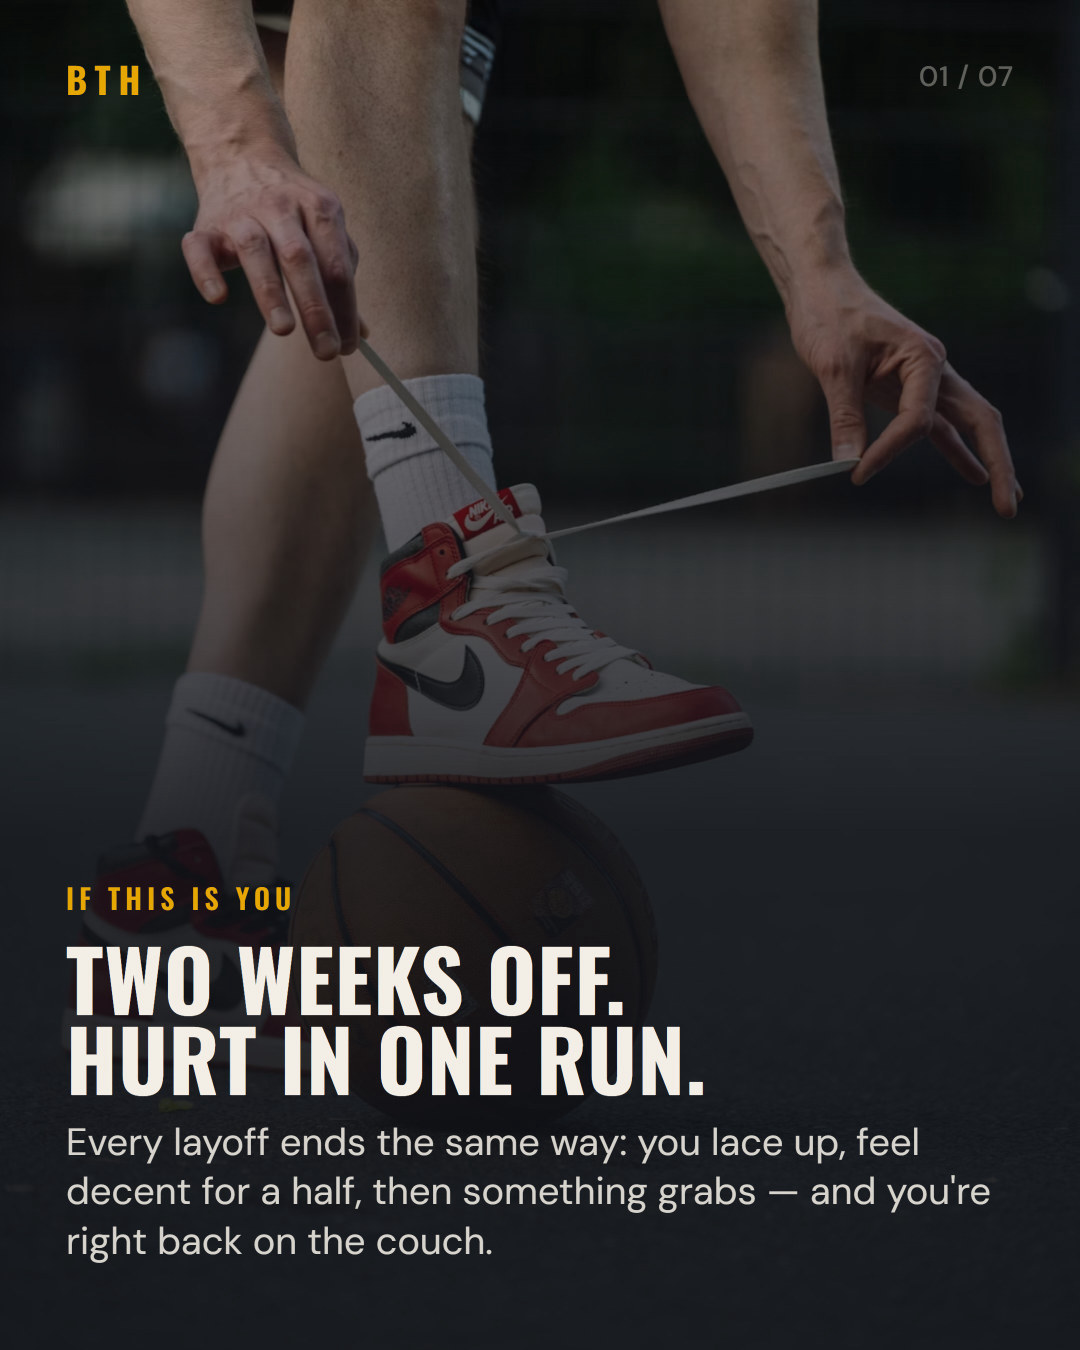 BTH
01 / 07
NIKE
AIR
IF THIS IS YOU
TWO WEEKS OFF.
HURT IN ONE RUN.
Every layoff ends the same way: you lace up, feel
decent for a half, then something grabs — and you're
right back on the couch.